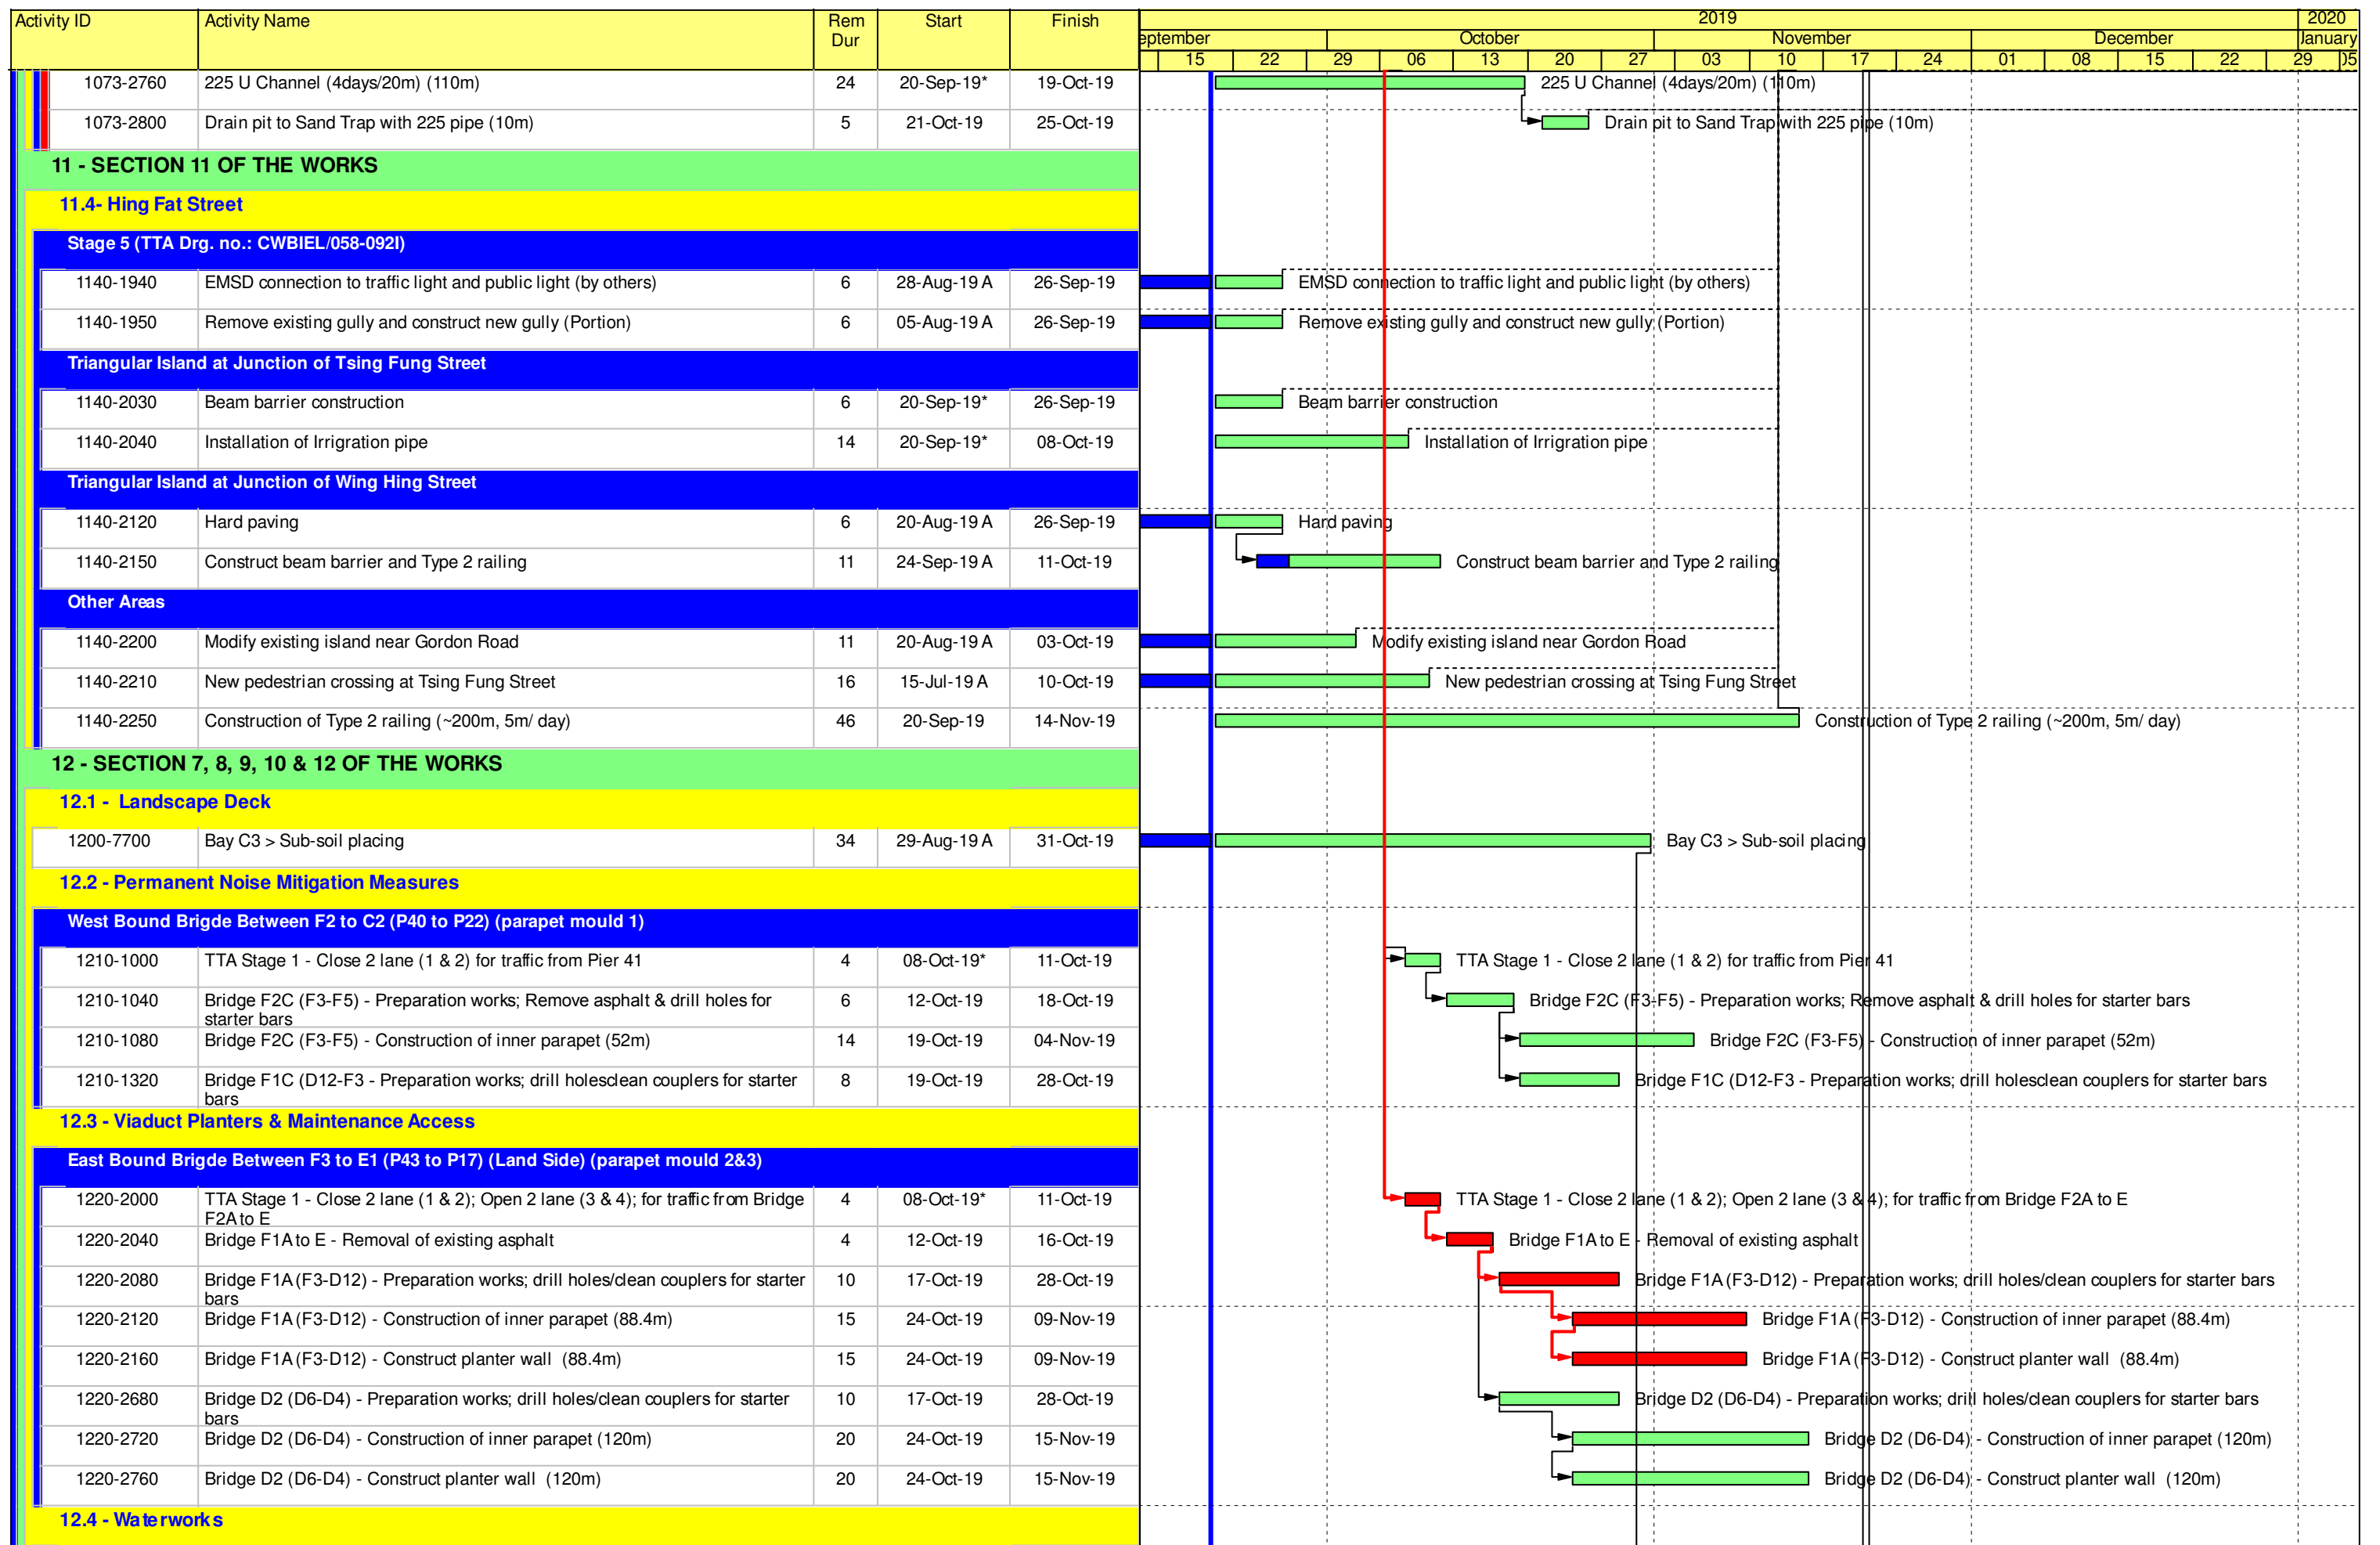 Activity ID Activity Name Rem Dur Start Finish
2019 2020
eptember October November December January
15 22 29 06 13 20 27 03 10 17 24 01 08 15 22 29 05
1073-2760 225 U Channel (4days/20m) (110m) 24 20-Sep-19* 19-Oct-19 225 U Channel (4days/20m) (110m)
1073-2800 Drain pit to Sand Trap with 225 pipe (10m) 5 21-Oct-19 25-Oct-19 Drain pit to Sand Trap with 225 pipe (10m)
11 - SECTION 11 OF THE WORKS
11.4- Hing Fat Street
Stage 5 (TTA Drg. no.: CWBIEL/058-092I)
1140-1940 EMSD connection to traffic light and public light (by others) 6 28-Aug-19 A 26-Sep-19 EMSD connection to traffic light and public light (by others)
1140-1950 Remove existing gully and construct new gully (Portion) 6 05-Aug-19 A 26-Sep-19 Remove existing gully and construct new gully (Portion)
Triangular Island at Junction of Tsing Fung Street
1140-2030 Beam barrier construction 6 20-Sep-19* 26-Sep-19 Beam barrier construction
1140-2040 Installation of Irrigration pipe 14 20-Sep-19* 08-Oct-19 Installation of Irrigration pipe
Triangular Island at Junction of Wing Hing Street
1140-2120 Hard paving 6 20-Aug-19 A 26-Sep-19 Hard paving
1140-2150 Construct beam barrier and Type 2 railing 11 24-Sep-19 A 11-Oct-19 Construct beam barrier and Type 2 railing
Other Areas
1140-2200 Modify existing island near Gordon Road 11 20-Aug-19 A 03-Oct-19 Modify existing island near Gordon Road
1140-2210 New pedestrian crossing at Tsing Fung Street 16 15-Jul-19 A 10-Oct-19 New pedestrian crossing at Tsing Fung Street
1140-2250 Construction of Type 2 railing (~200m, 5m/ day) 46 20-Sep-19 14-Nov-19 Construction of Type 2 railing (~200m, 5m/ day)
12 - SECTION 7, 8, 9, 10 & 12 OF THE WORKS
12.1 - Landscape Deck
1200-7700 Bay C3 > Sub-soil placing 34 29-Aug-19 A 31-Oct-19 Bay C3 > Sub-soil placing
12.2 - Permanent Noise Mitigation Measures
West Bound Brigde Between F2 to C2 (P40 to P22) (parapet mould 1)
1210-1000 TTA Stage 1 - Close 2 lane (1 & 2) for traffic from Pier 41 4 08-Oct-19* 11-Oct-19 TTA Stage 1 - Close 2 lane (1 & 2) for traffic from Pier 41
1210-1040 Bridge F2C (F3-F5) - Preparation works; Remove asphalt & drill holes for 6 12-Oct-19 18-Oct-19 Bridge F2C (F3-F5) - Preparation works; Remove asphalt & drill holes for starter bars
starter bars
1210-1080 Bridge F2C (F3-F5) - Construction of inner parapet (52m) 14 19-Oct-19 04-Nov-19 Bridge F2C (F3-F5) - Construction of inner parapet (52m)
1210-1320 Bridge F1C (D12-F3 - Preparation works; drill holesclean couplers for starter 8 19-Oct-19 28-Oct-19 Bridge F1C (D12-F3 - Preparation works; drill holesclean couplers for starter bars
bars
12.3 - Viaduct Planters & Maintenance Access
East Bound Brigde Between F3 to E1 (P43 to P17) (Land Side) (parapet mould 2&3)
1220-2000 TTA Stage 1 - Close 2 lane (1 & 2); Open 2 lane (3 & 4); for traffic from Bridge 4 08-Oct-19* 11-Oct-19 TTA Stage 1 - Close 2 lane (1 & 2); Open 2 lane (3 & 4); for traffic from Bridge F2A to E
F2A to E
1220-2040 Bridge F1A to E - Removal of existing asphalt 4 12-Oct-19 16-Oct-19 Bridge F1A to E - Removal of existing asphalt
1220-2080 Bridge F1A (F3-D12) - Preparation works; drill holes/clean couplers for starter 10 17-Oct-19 28-Oct-19 Bridge F1A (F3-D12) - Preparation works; drill holes/clean couplers for starter bars
bars
1220-2120 Bridge F1A (F3-D12) - Construction of inner parapet (88.4m) 15 24-Oct-19 09-Nov-19 Bridge F1A (F3-D12) - Construction of inner parapet (88.4m)
1220-2160 Bridge F1A (F3-D12) - Construct planter wall (88.4m) 15 24-Oct-19 09-Nov-19 Bridge F1A (F3-D12) - Construct planter wall (88.4m)
1220-2680 Bridge D2 (D6-D4) - Preparation works; drill holes/clean couplers for starter 10 17-Oct-19 28-Oct-19 Bridge D2 (D6-D4) - Preparation works; drill holes/clean couplers for starter bars
bars
1220-2720 Bridge D2 (D6-D4) - Construction of inner parapet (120m) 20 24-Oct-19 15-Nov-19 Bridge D2 (D6-D4) - Construction of inner parapet (120m)
1220-2760 Bridge D2 (D6-D4) - Construct planter wall (120m) 20 24-Oct-19 15-Nov-19 Bridge D2 (D6-D4) - Construct planter wall (120m)
12.4 - Waterworks